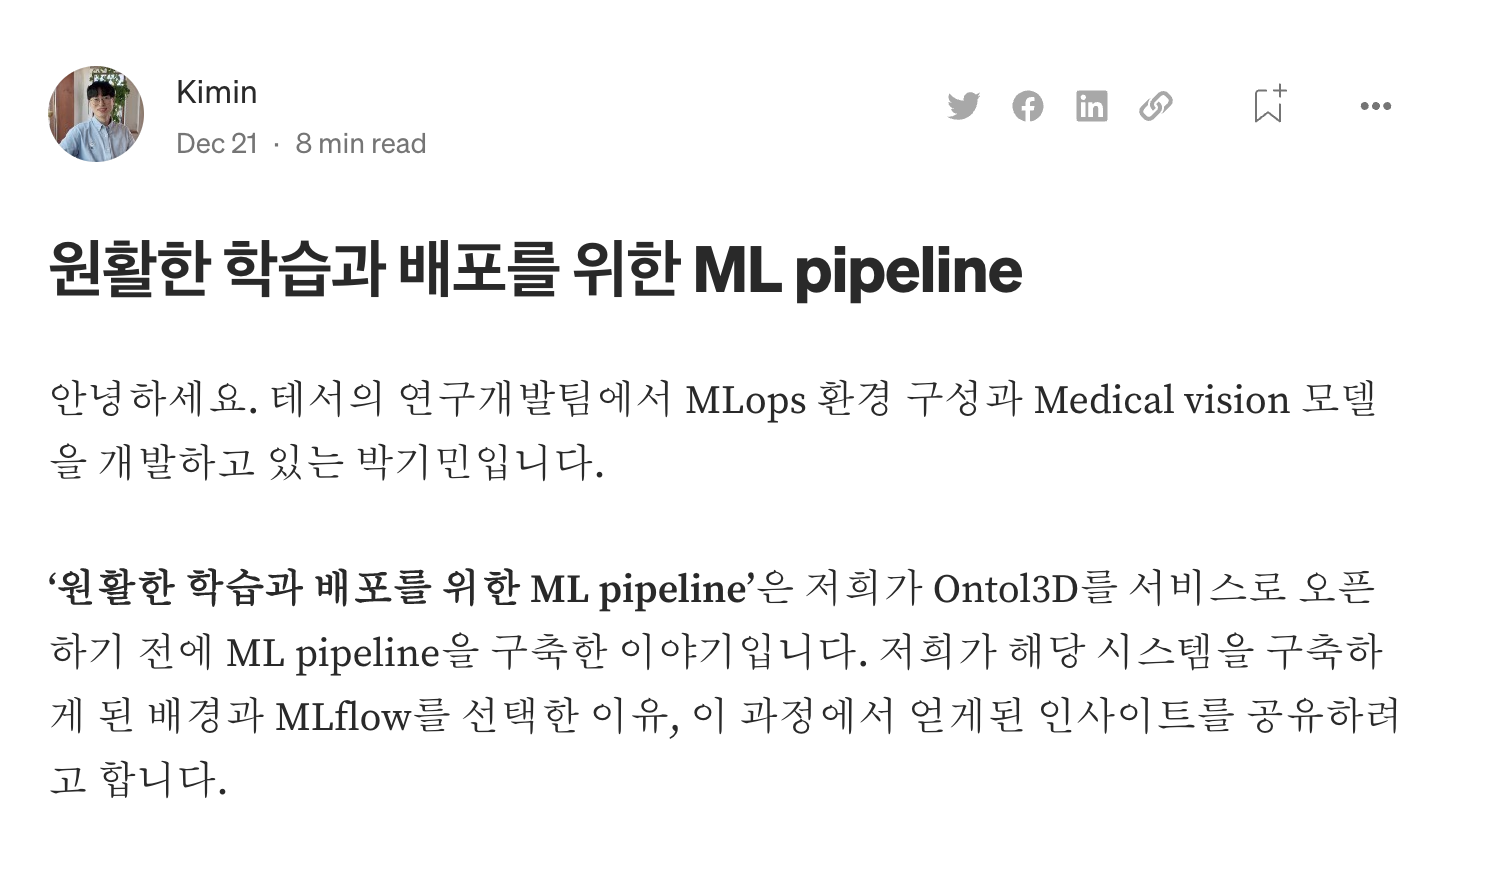 Kimin
Dec 21 · 8 min read
원활한 학습과 배포를 위한 ML pipeline
안녕하세요. 테서의 연구개발팀에서 MLops 환경 구성과 Medical vision 모델
을 개발하고 있는 박기민입니다.
‘원활한 학습과 배포를 위한 ML pipeline’은 저희가 Ontol3D를 서비스로 오픈
하기 전에 ML pipeline을 구축한 이야기입니다. 저희가 해당 시스템을 구축하
게 된 배경과 MLflow를 선택한 이유, 이 과정에서 얻게된 인사이트를 공유하려
고 합니다.